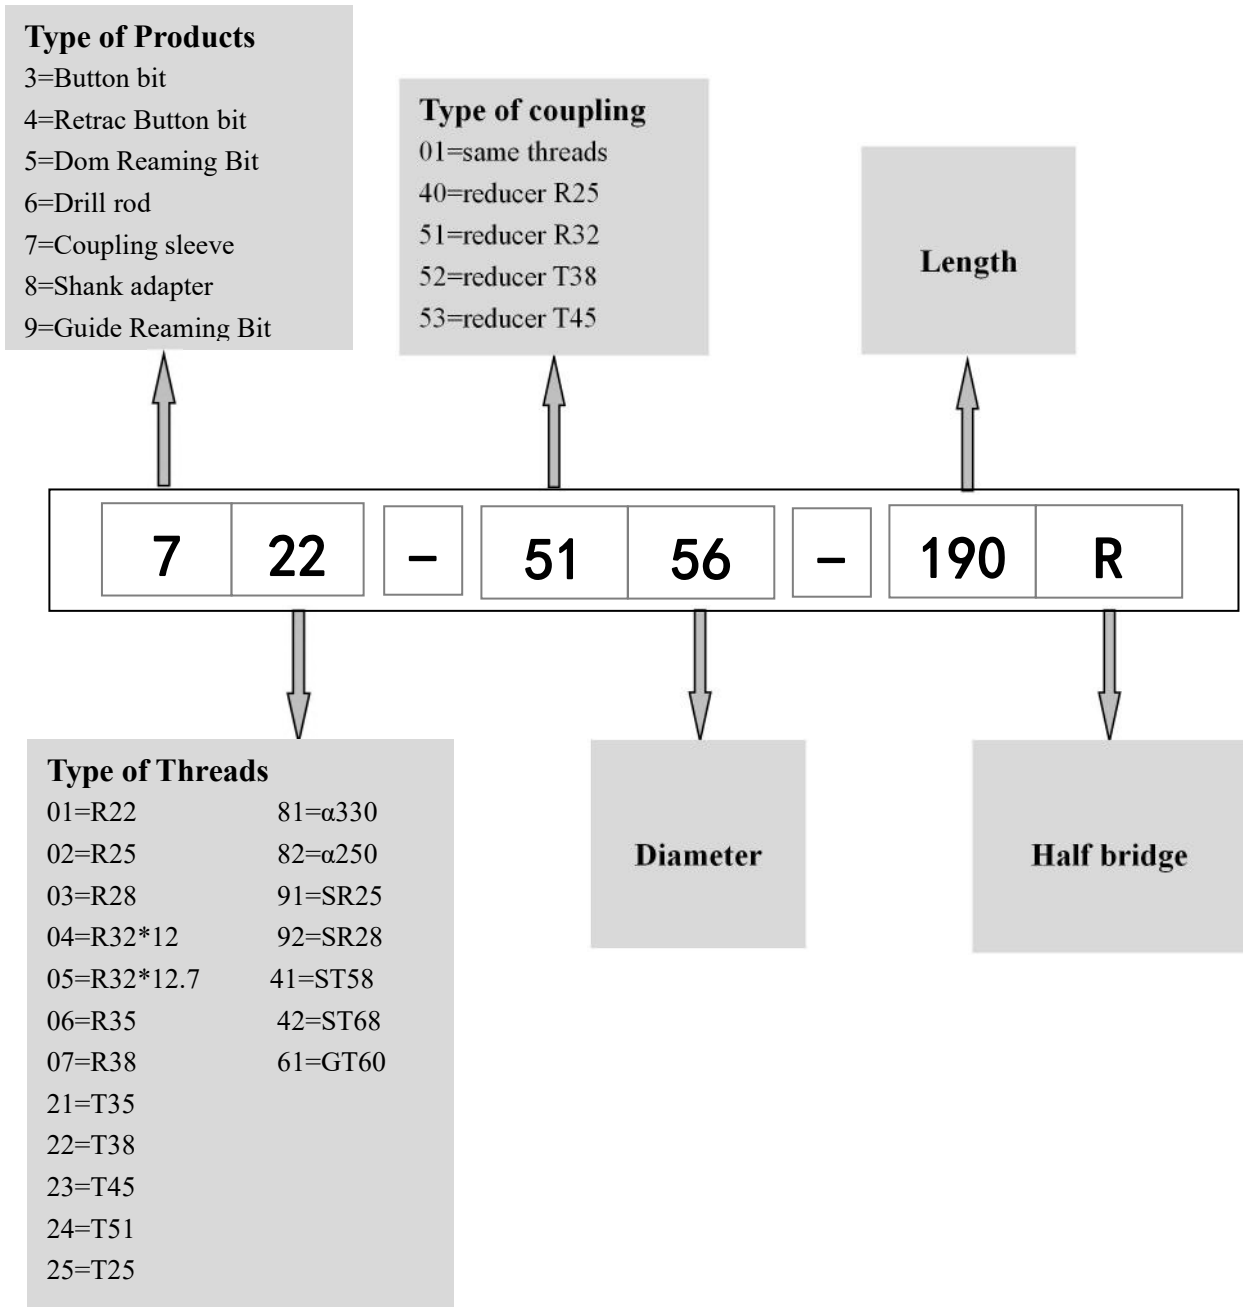 Type of Products
3=Button bit
4=Retrac Button bit
5=Dom Reaming Bit
6=Drill rod
7=Coupling sleeve
8=Shank adapter
9=Guide Reaming Bit
Type of coupling
01=same threads
40=reducer R25
51=reducer R32
52=reducer T38
53=reducer T45
Length
7 22 - 51 56 - 190 R
Type of Threads
01=R22 81=α330
02=R25 82=α250
03=R28 91=SR25
04=R32*12 92=SR28
05=R32*12.7 41=ST58
06=R35 42=ST68
07=R38 61=GT60
21=T35
22=T38
23=T45
24=T51
25=T25
Diameter
Half bridge